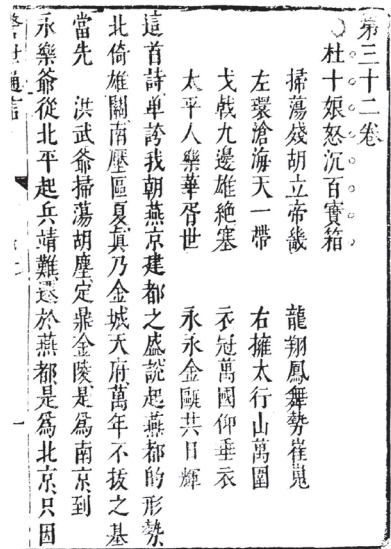 第三十二卷
杜十娘怒沉百寶箱
掃蕩殘胡立帝畿　龍翔鳳舞勢崔嵬
左環滄海天一帶　右擁太行山萬圍
戈戟九邊雄絕塞　衣冠萬國仰垂衣
太平人樂華胥世　永永金甌共日輝
這首詩單誇我朝燕京建都之盛說起燕都的形勢
北倚雄關南壓區夏眞乃金城天府萬年不拔之基
當先　洪武爺掃蕩胡塵定鼎金陵是爲南京到
永樂爺從北平起兵靖難遷於燕都是爲北京只因
警世通言　一